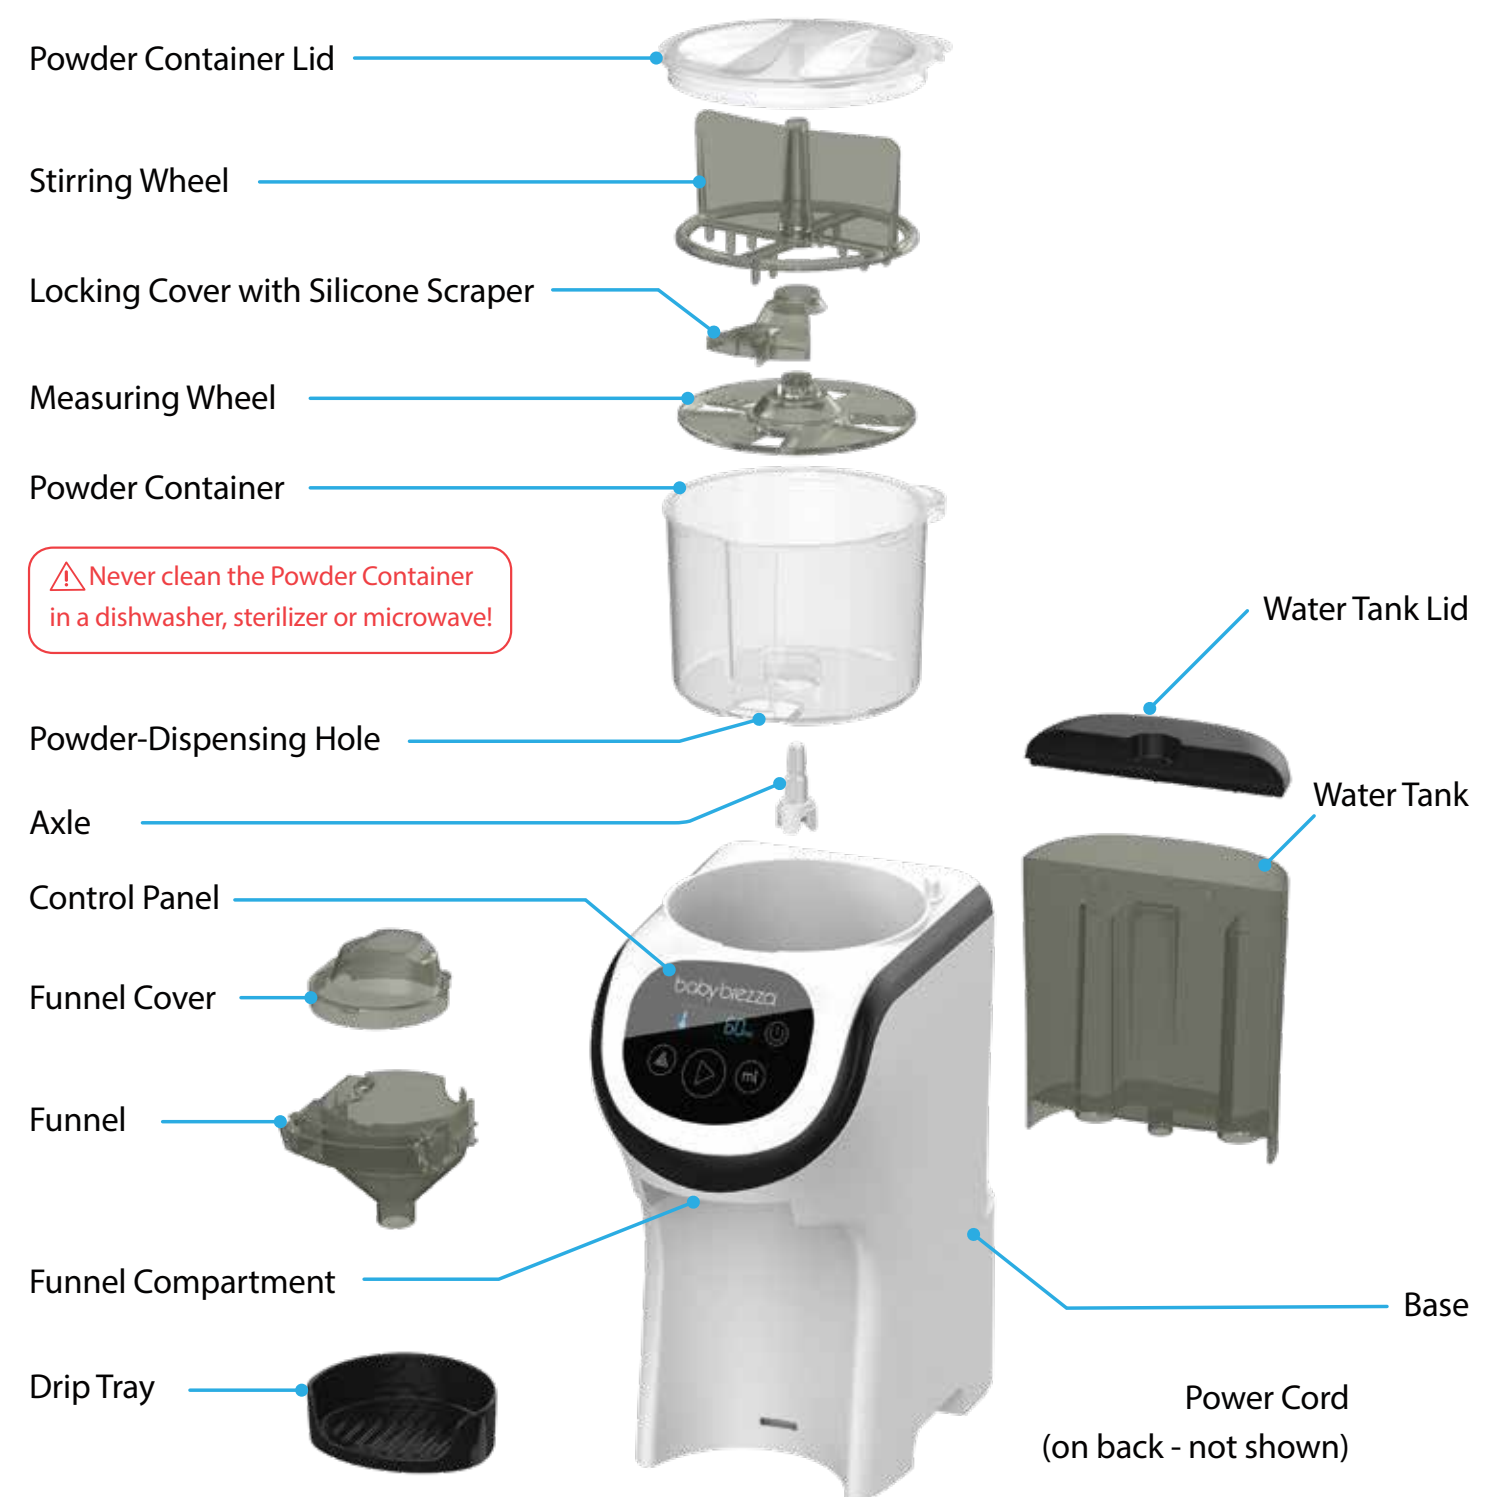 Powder Container Lid
Stirring Wheel
Locking Cover with Silicone Scraper
Measuring Wheel
Powder Container
Never clean the Powder Container
in a dishwasher, sterilizer or microwave!
Water Tank Lid
Powder-Dispensing Hole
Water Tank
Axle
Control Panel
baby brezza
Funnel Cover
60
ml
Funnel
Funnel Compartment
Base
Drip Tray
Power Cord
(on back - not shown)